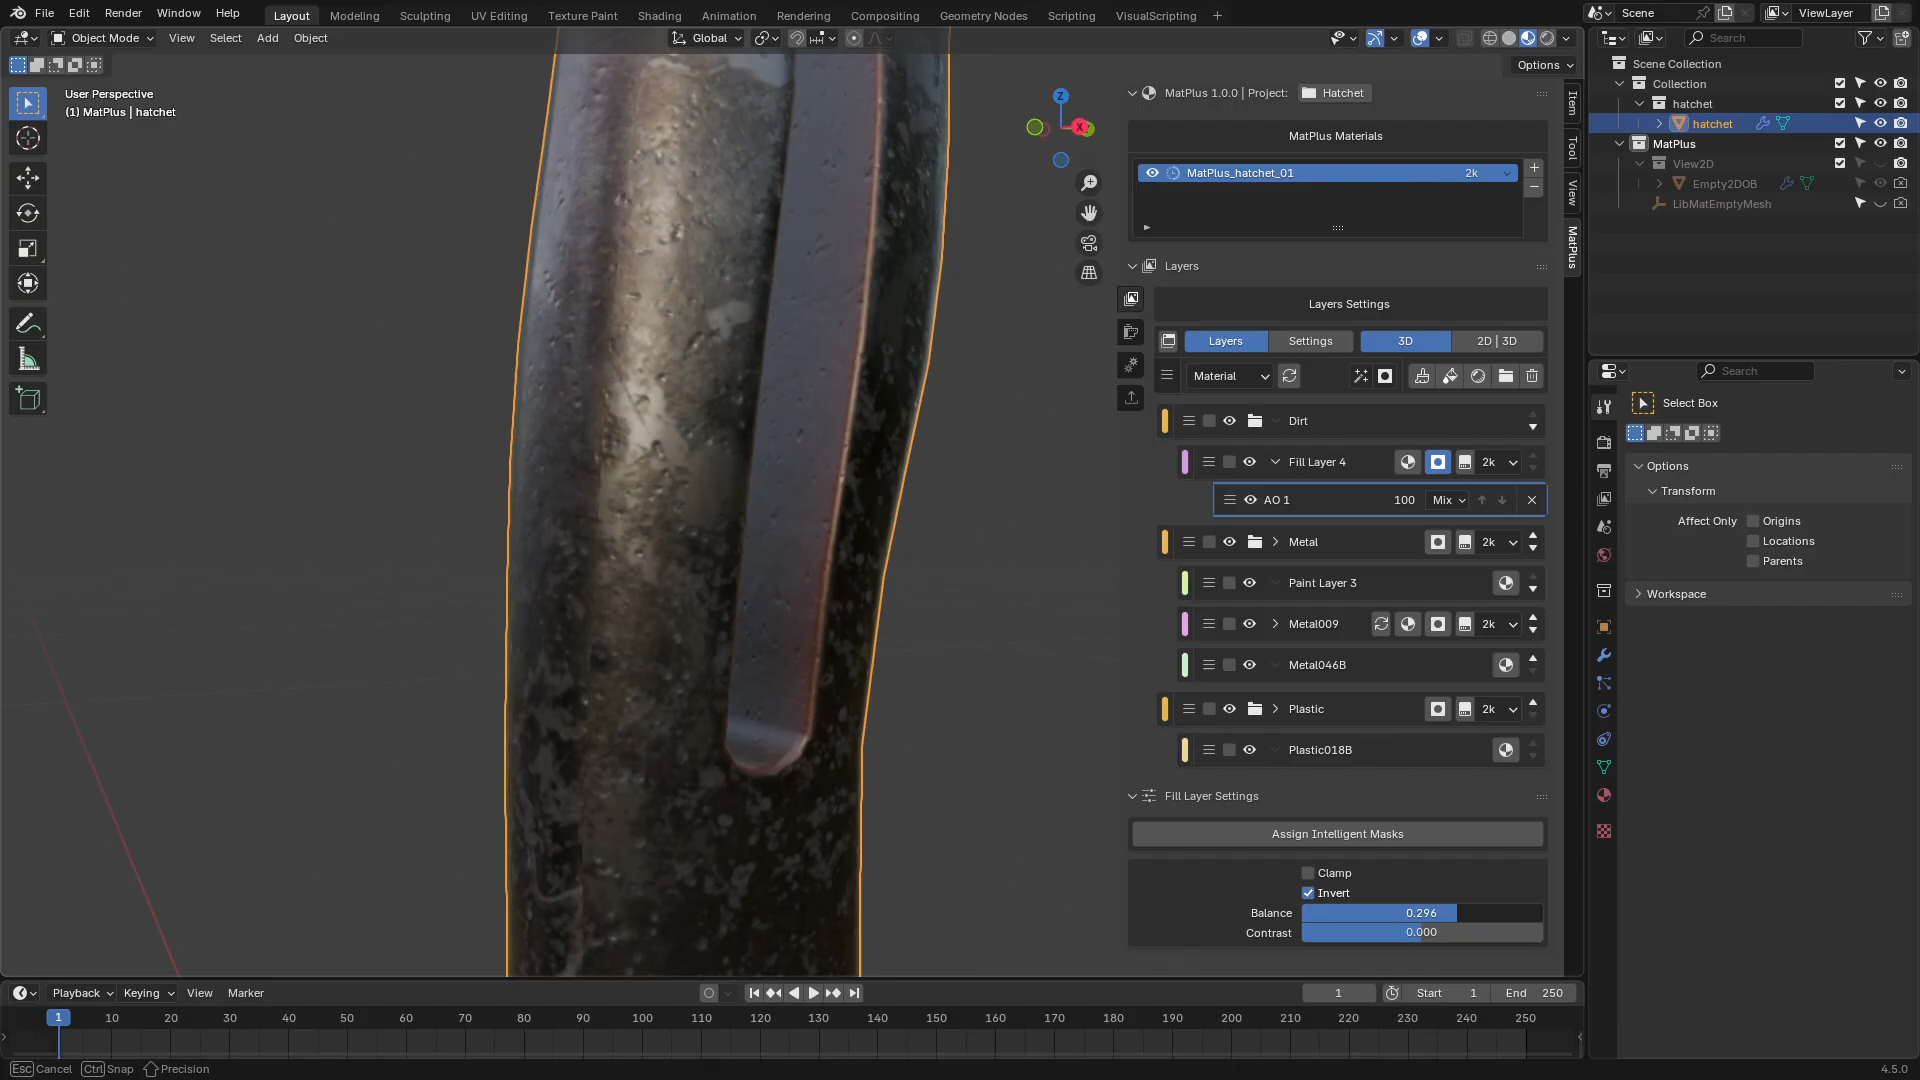 File Edit Render Window Help Layout Modeling Sculpting UV Editing Texture Paint Shading Animation Rendering Compositing Geometry Nodes Scripting VisualScripting + Scene ViewLayer
Object Mode View Select Add Object Global Search
Options
User Perspective
(1) MatPlus | hatchet
Z
X
MatPlus 1.0.0 | Project: Hatchet
MatPlus Materials
MatPlus_hatchet_01 2k
Layers
Layers Settings
Layers Settings 3D 2D | 3D
Material
Dirt
Fill Layer 4 2k
AO 1 100 Mix
Metal 2k
Paint Layer 3
Metal009 2k
Metal046B
Plastic 2k
Plastic018B
Fill Layer Settings
Assign Intelligent Masks
Clamp
Invert
Balance 0.296
Contrast 0.000
Item
Tool
View
MatPlus
Scene Collection
Collection
hatchet
hatchet
MatPlus
View2D
Empty2DOB
LibMatEmptyMesh
Search
Select Box
Options
Transform
Affect Only Origins
Locations
Parents
Workspace
Playback Keying View Marker 1 Start 1 End 250
1 10 20 30 40 50 60 70 80 90 100 110 120 130 140 150 160 170 180 190 200 210 220 230 240 250
Esc Cancel Ctrl Snap Precision 4.5.0